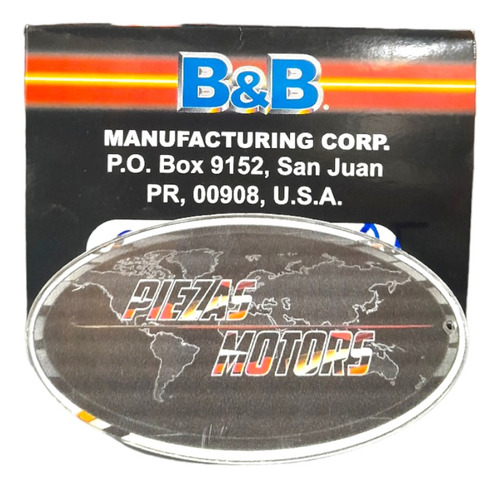 B&B.
MANUFACTURING CORP.
P.O. Box 9152, San Juan
PR, 00908, U.S.A.
PIEZAS
MOTORS